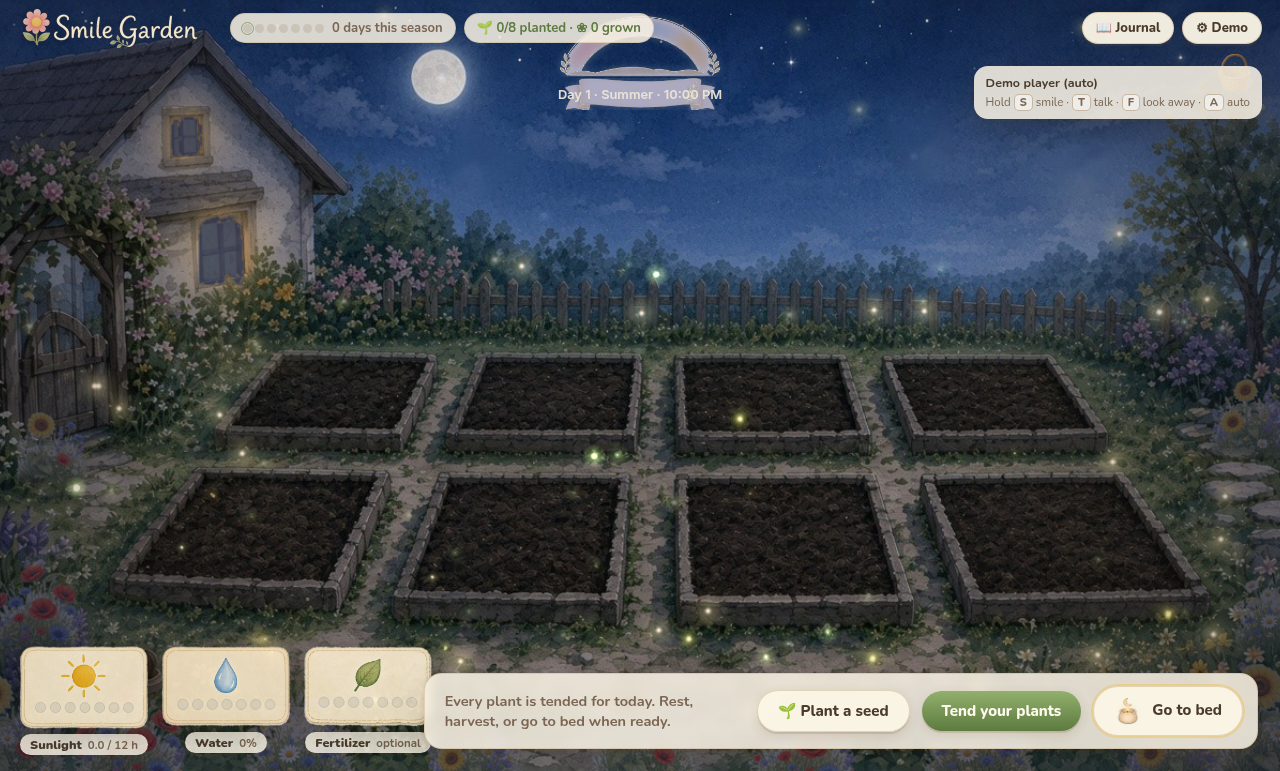 Smile Garden
0 days this season
0/8 planted · 0 grown
Journal
Demo
Day 1 · Summer · 10:00 PM
Demo player (auto)
Hold S smile · T talk · F look away · A auto
Every plant is tended for today. Rest,
harvest, or go to bed when ready.
Plant a seed
Tend your plants
Go to bed
Sunlight 0.0 / 12 h
Water 0%
Fertilizer optional